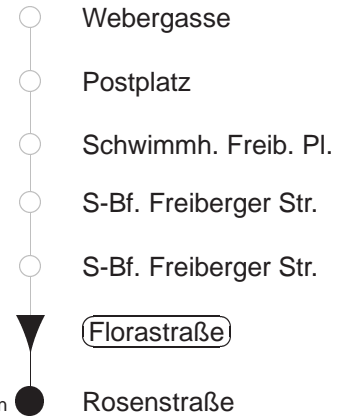 Webergasse
Postplatz
Schwimmh. Freib. Pl.
S-Bf. Freiberger Str.
S-Bf. Freiberger Str.
Florastraße
Rosenstraße